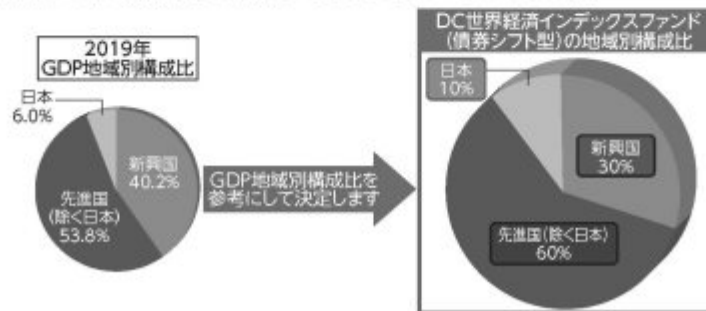 2019年
GDP地域別構成比
日本
6.0%
新興国
40.2%
先進国
(除く日本)
53.8%
GDP地域別構成比を
参考にして決定します
DC世界経済インデックスファンド
(債券シフト型)の地域別構成比
日本
10%
新興国
30%
先進国(除く日本)
60%